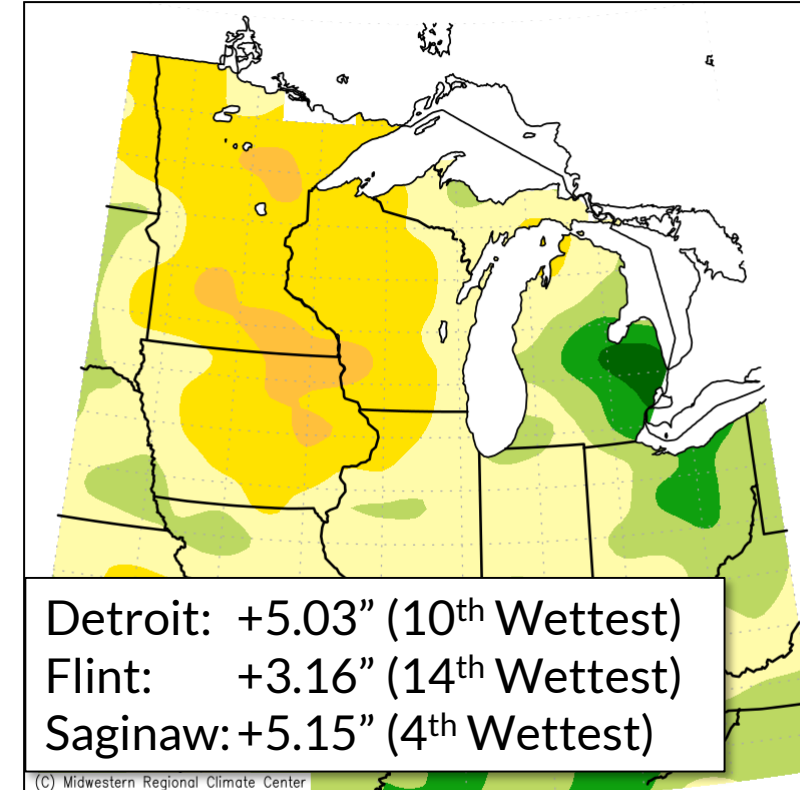 Detroit: +5.03” (10th Wettest)
Flint: +3.16” (14th Wettest)
Saginaw: +5.15” (4th Wettest)
(C) Midwestern Regional Climate Center